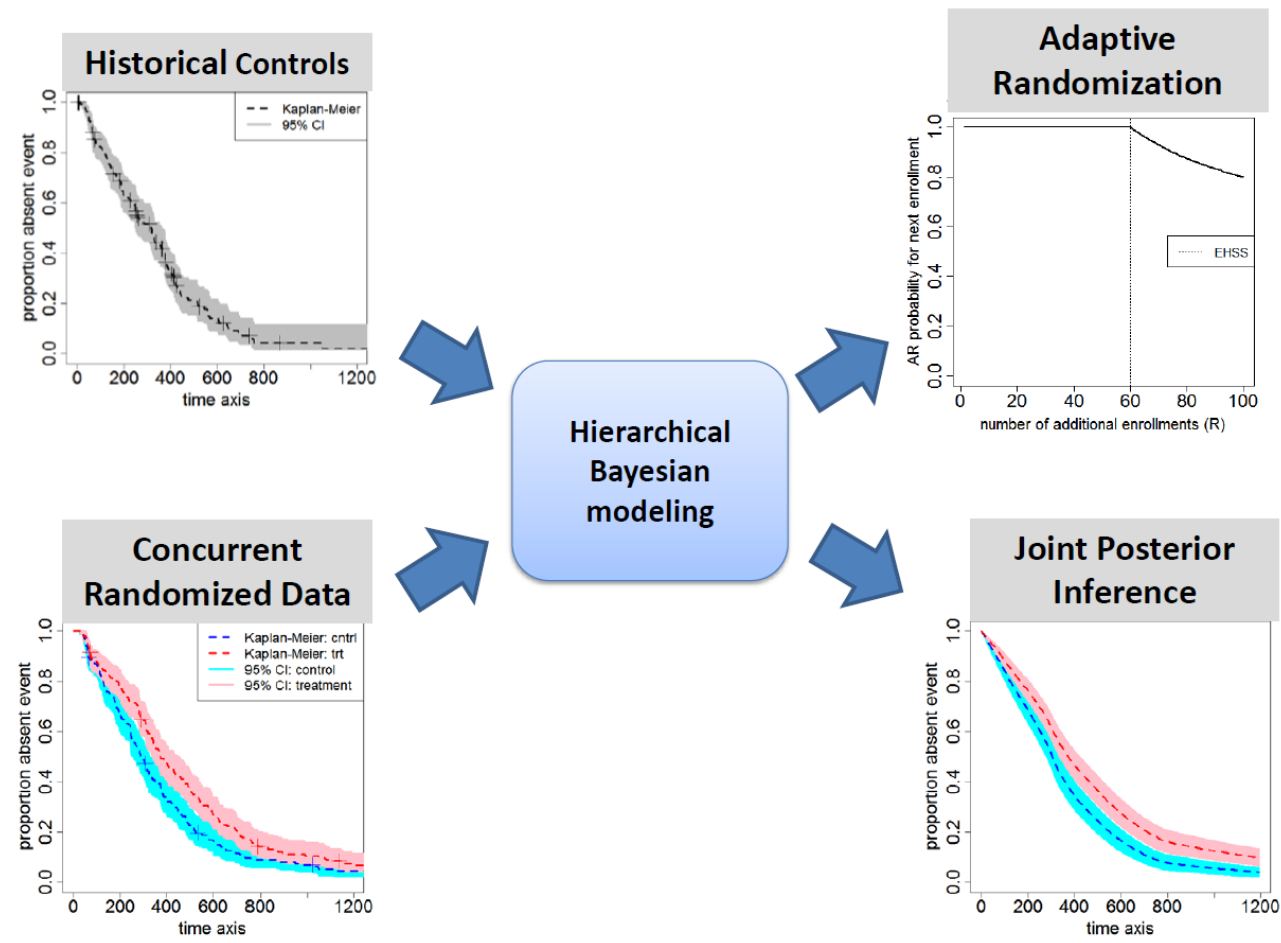 Historical Controls
Kaplan-Meier
95% CI
proportion absent event
0.0
0.2
0.4
0.6
0.8
1.0
0 200 400 600 800 1200
time axis
Adaptive
Randomization
AR probability for next enrollment
0.0
0.2
0.4
0.6
0.8
1.0
EHSS
0 20 40 60 80 100
number of additional enrollments (R)
Hierarchical
Bayesian
modeling
Concurrent
Randomized Data
Kaplan-Meier: cntrl
Kaplan-Meier: trt
95% CI: control
95% CI: treatment
proportion absent event
0.0
0.2
0.4
0.6
0.8
1.0
0 200 400 600 800 1200
time axis
Joint Posterior
Inference
proportion absent event
0.0
0.2
0.4
0.6
0.8
1.0
0 200 400 600 800 1200
time axis